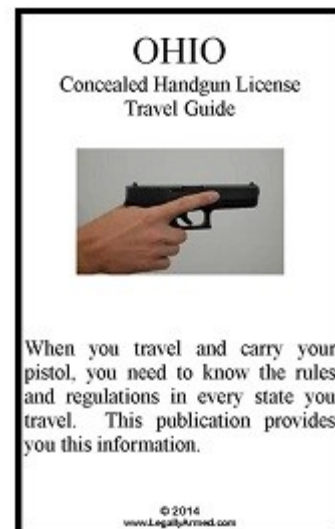 OHIO
Concealed Handgun License
Travel Guide
When you travel and carry your
pistol, you need to know the rules
and regulations in every state you
travel. This publication provides
you this information.
© 2014
www.LegallyArmed.com